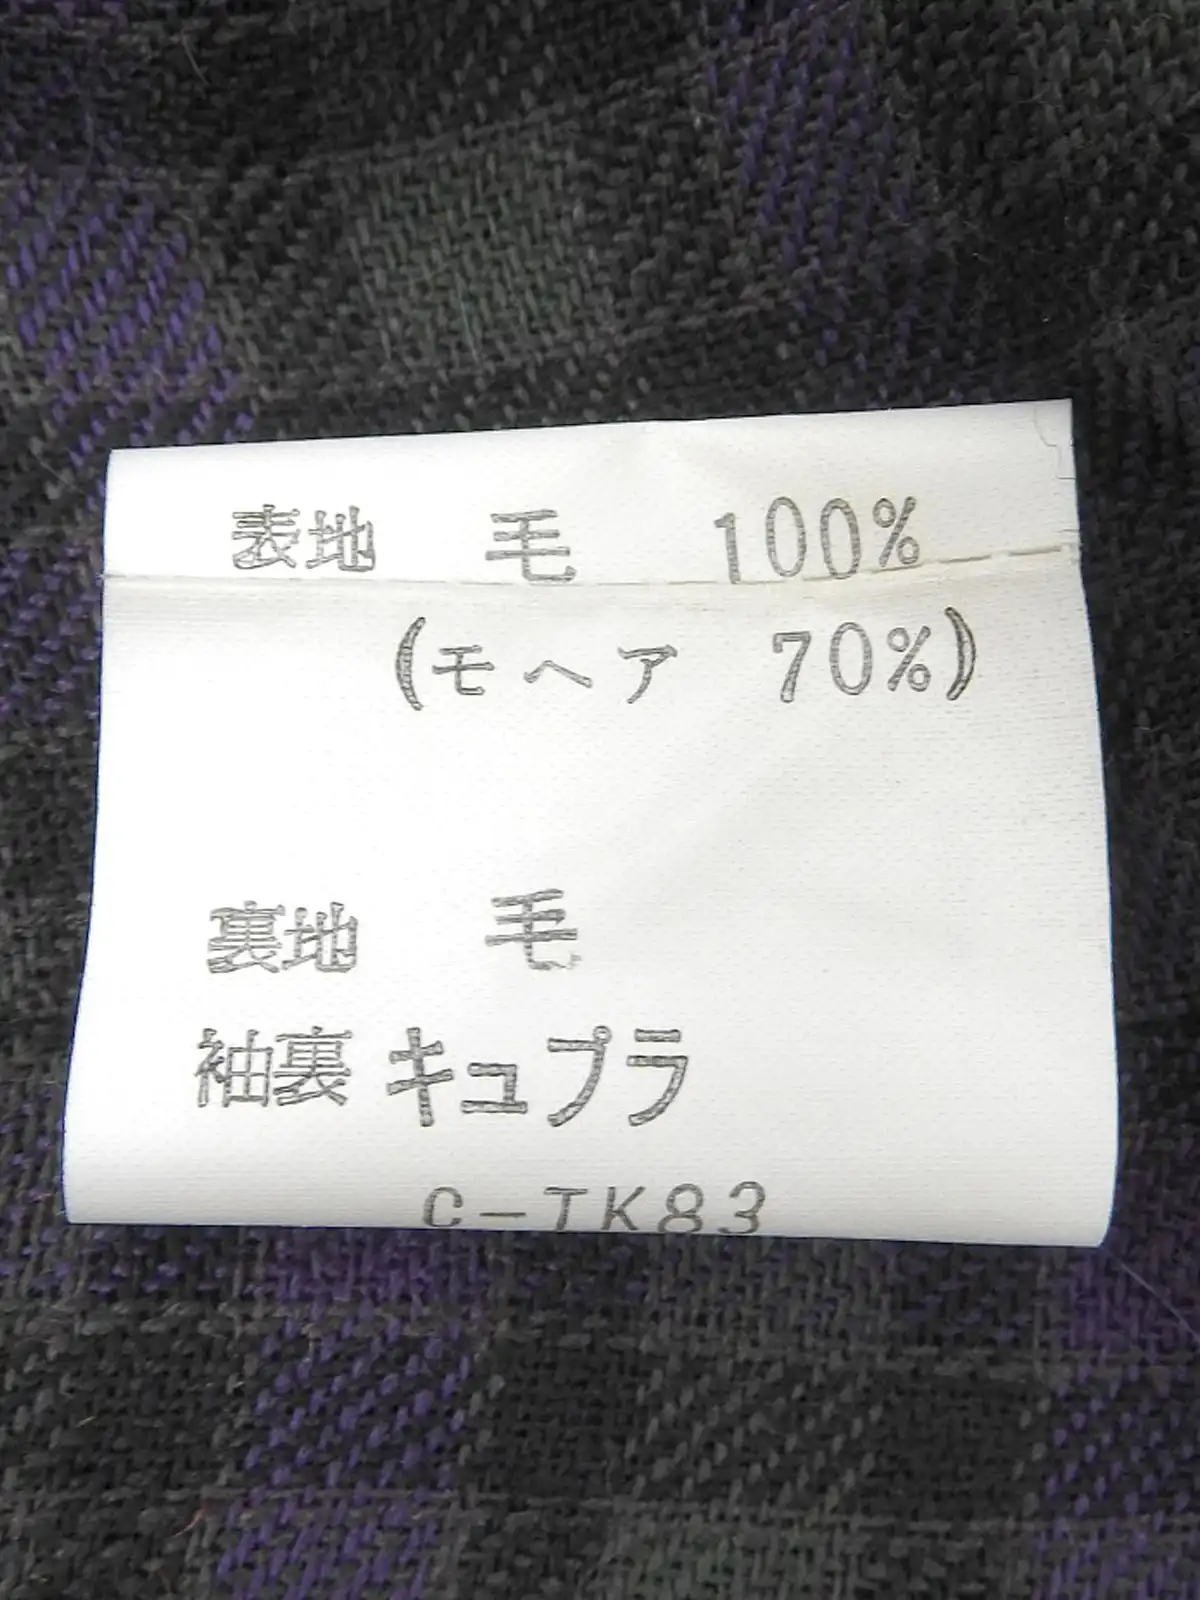 表地 毛 100%
(モヘア 70%)
裏地 毛
袖裏 キュプラ
C-TK83